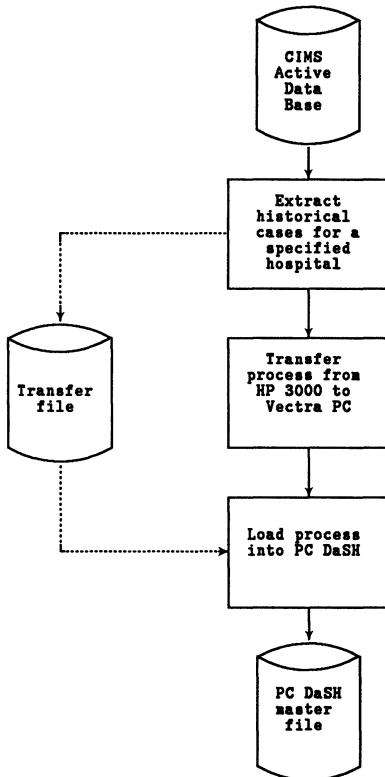 CIMS
Active
Data
Base
Extract
historical
cases for a
specified
hospital
Transfer
file
Transfer
process from
HP 3000 to
Vectra PC
Load process
into PC DaSH
PC DaSH
master
file